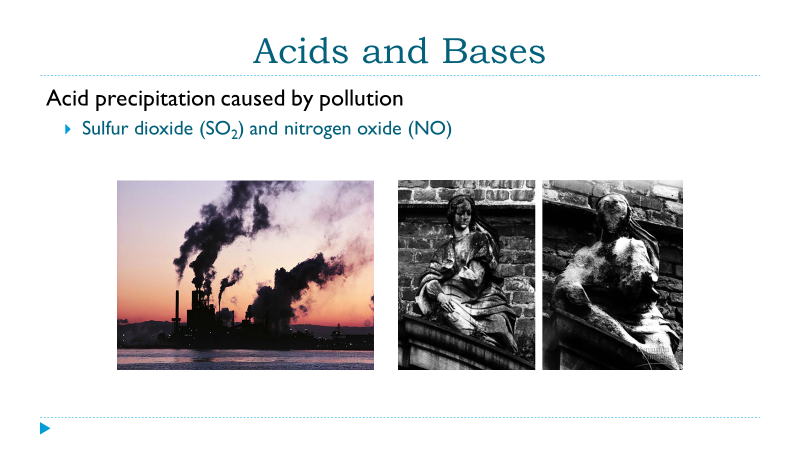 Acids and Bases
Acid precipitation caused by pollution
Sulfur dioxide (SO₂) and nitrogen oxide (NO)